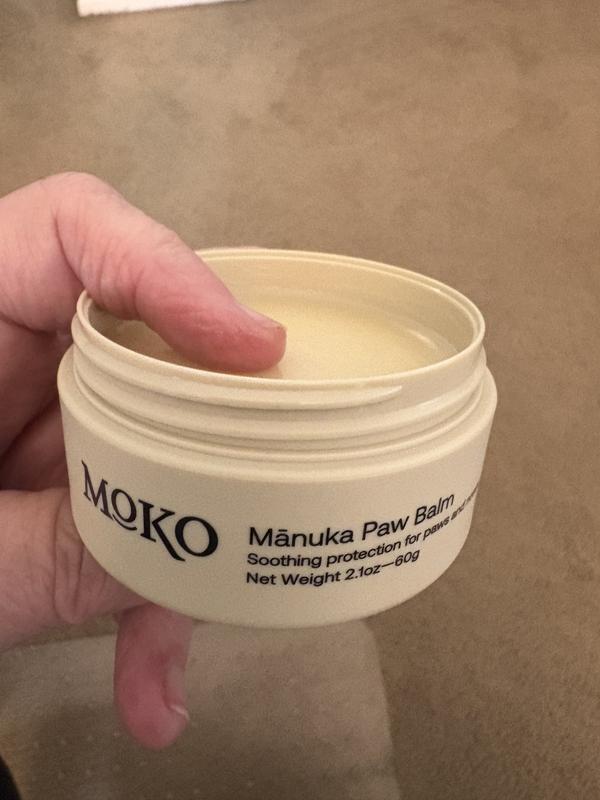 MOKO
Mānuka Paw Balm
Soothing protection for paws and
Net Weight 2.1oz—60g